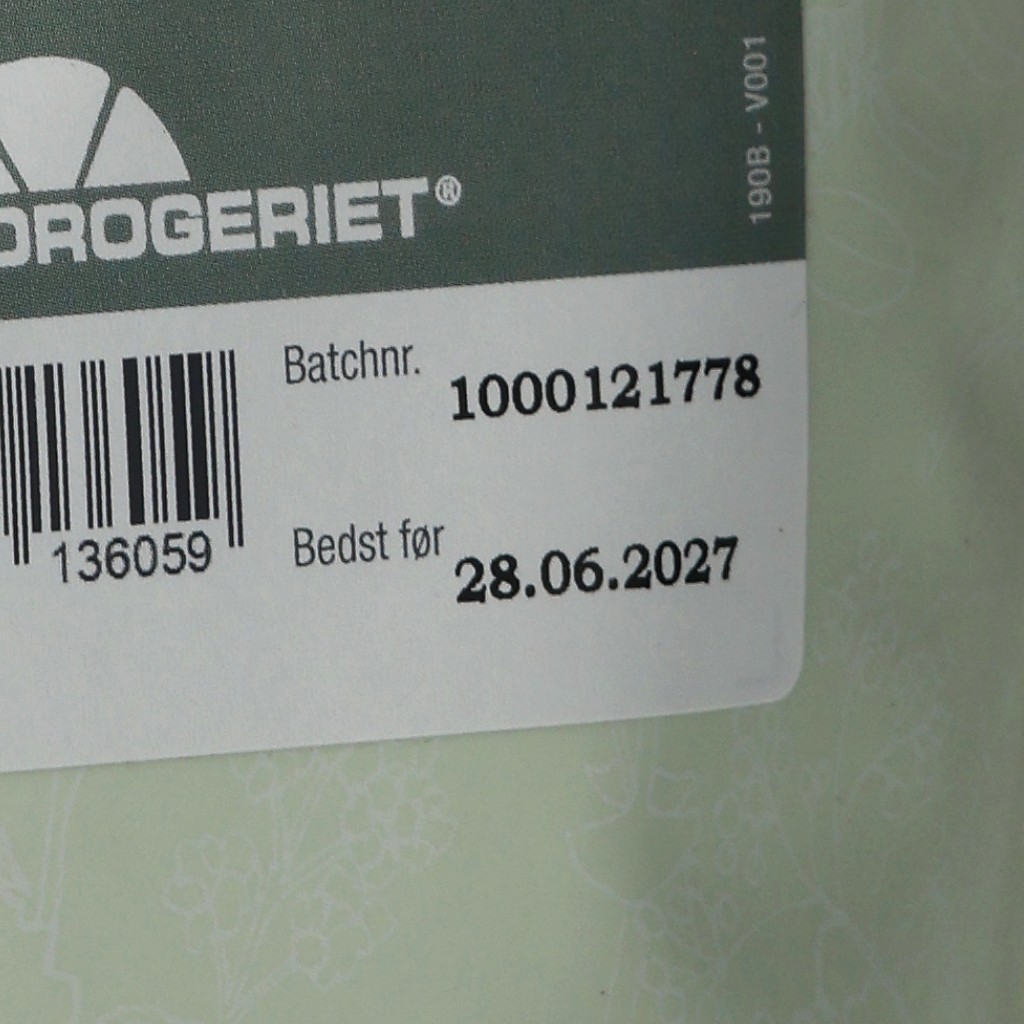 DROGERIET®
190B - V001
Batchnr. 1000121778
136059
Bedst før 28.06.2027